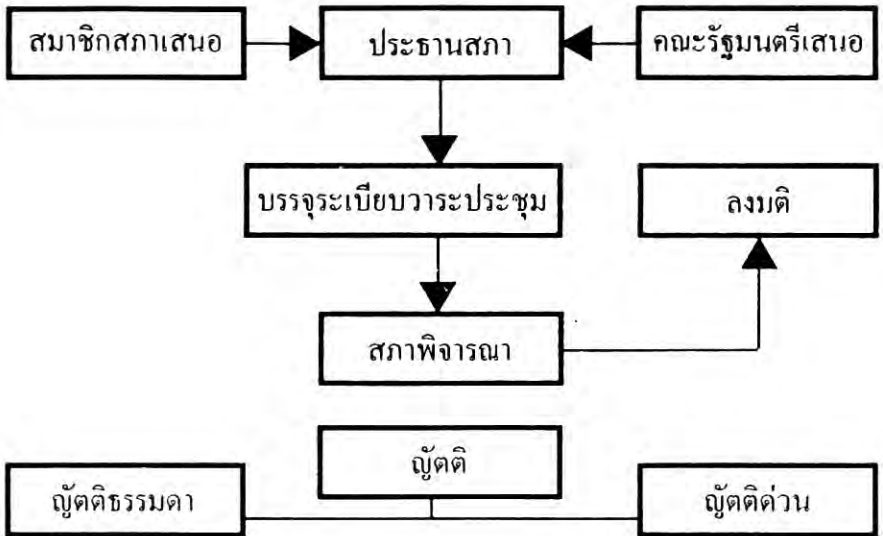 สมาชิกสภาเสนอ
ประธานสภา
คณะรัฐมนตรีเสนอ
บรรจุระเบียบวาระประชุม
ลงมติ
สภาพิจารณา
ญัตติ
ญัตติธรรมดา
ญัตติด่วน